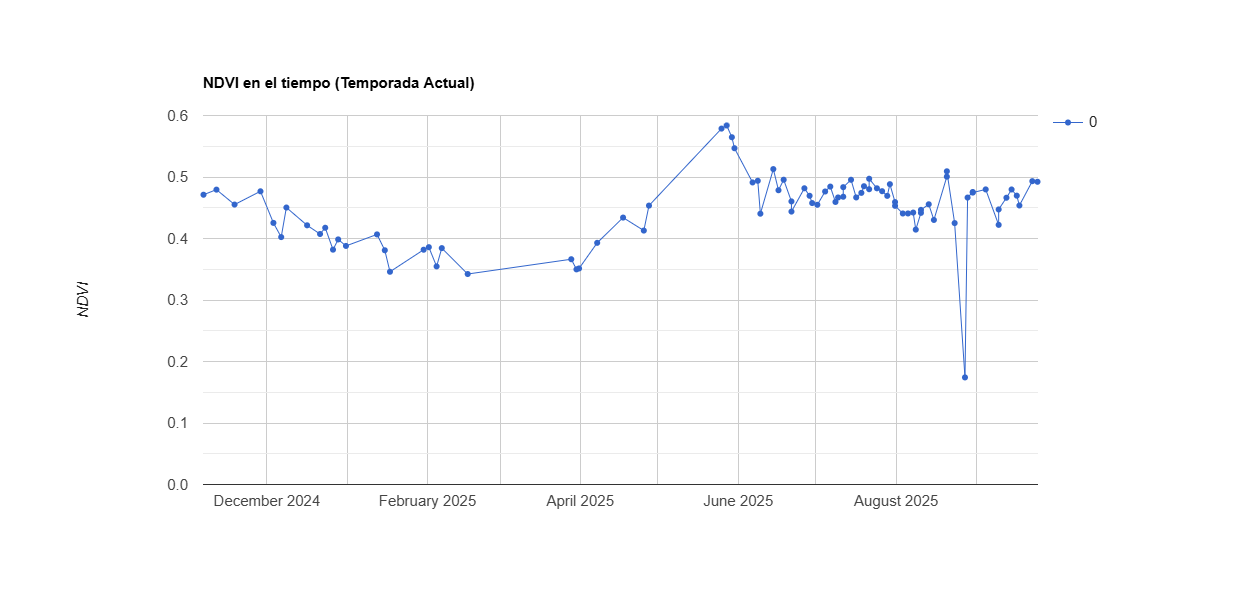 NDVI en el tiempo (Temporada Actual)
0.6
0.5
0.4
0.3
0.2
0.1
0.0
NDVI
December 2024
February 2025
April 2025
June 2025
August 2025
0